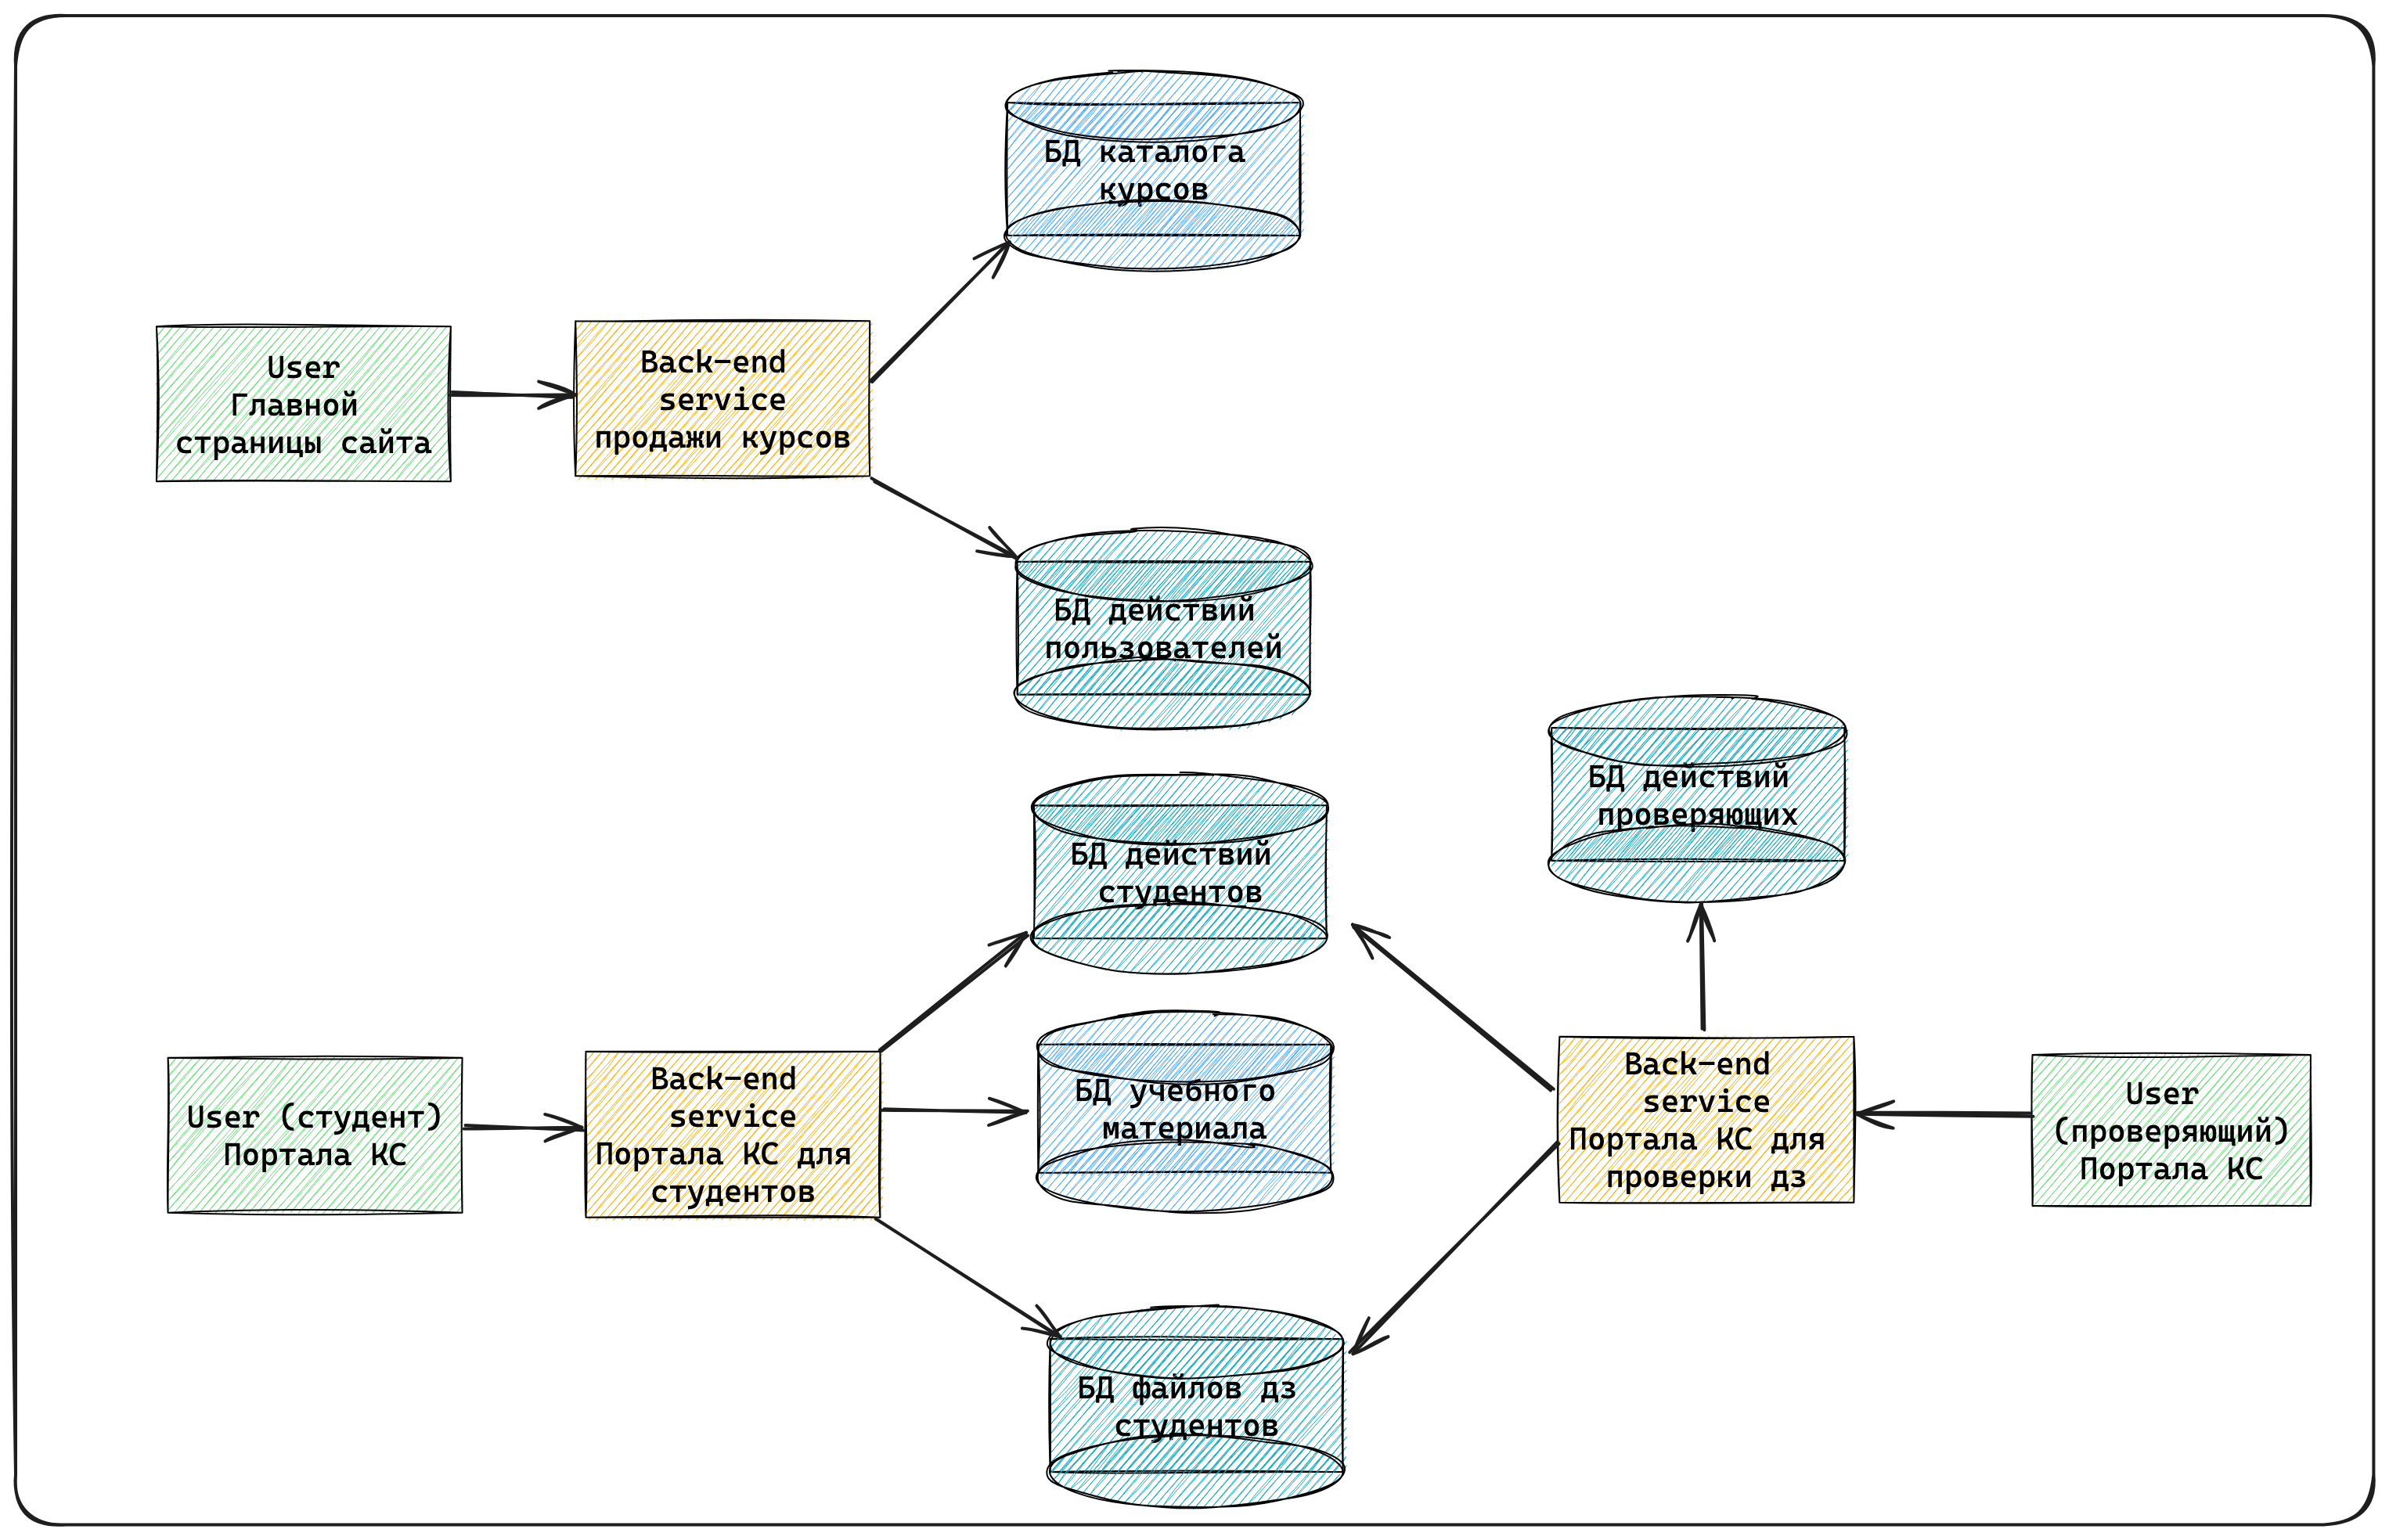 БД каталога
курсов
User
Главной
страницы сайта
Back-end
service
продажи курсов
БД действий
пользователей
БД действий
проверяющих
БД действий
студентов
User (студент)
Портала КС
Back-end
service
Портала КС для
студентов
БД учебного
материала
Back-end
service
Портала КС для
проверки дз
User
(проверяющий)
Портала КС
БД файлов дз
студентов